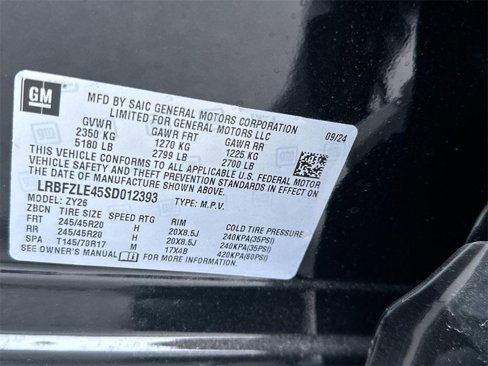 GM
MFD BY SAIC GENERAL MOTORS CORPORATION
LIMITED FOR GENERAL MOTORS LLC
09/24
GVWR GAWR FRT GAWR RR
2350 KG 1270 KG 1225 KG
5180 LB 2799 LB 2700 LB
THIS VEHICLE CONFORMS TO ALL APPLICABLE U.S. FEDERAL MOTOR
VEHICLE SAFETY AND THEFT PREVENTION STANDARDS IN EFFECT ON
THE DATE OF MANUFACTURE SHOWN ABOVE.
LRBFZLE45SD012393 TYPE: M.P.V.
MODEL: ZY26
ZBCN TIRE SIZE SPEED RTG RIM COLD TIRE PRESSURE
FRT 245/45R20 H 20X8.5J 240KPA(35PSI)
RR 245/45R20 H 20X8.5J 240KPA(35PSI)
SPA T145/70R17 M 17X4B 420KPA(60PSI)
SEE OWNER'S MANUAL FOR MORE INFORMATION.